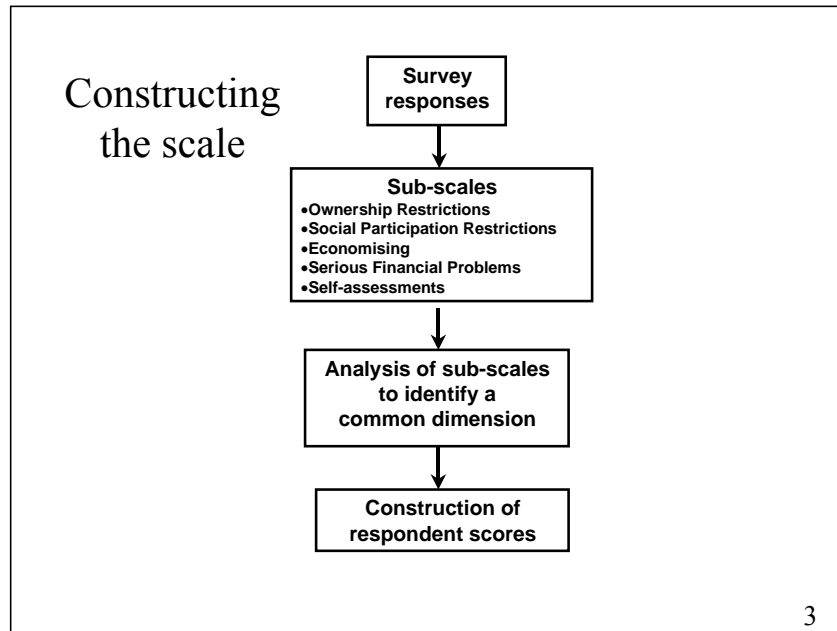 Constructing
the scale
Survey
responses
Sub-scales
•Ownership Restrictions
•Social Participation Restrictions
•Economising
•Serious Financial Problems
•Self-assessments
Analysis of sub-scales
to identify a
common dimension
Construction of
respondent scores
3